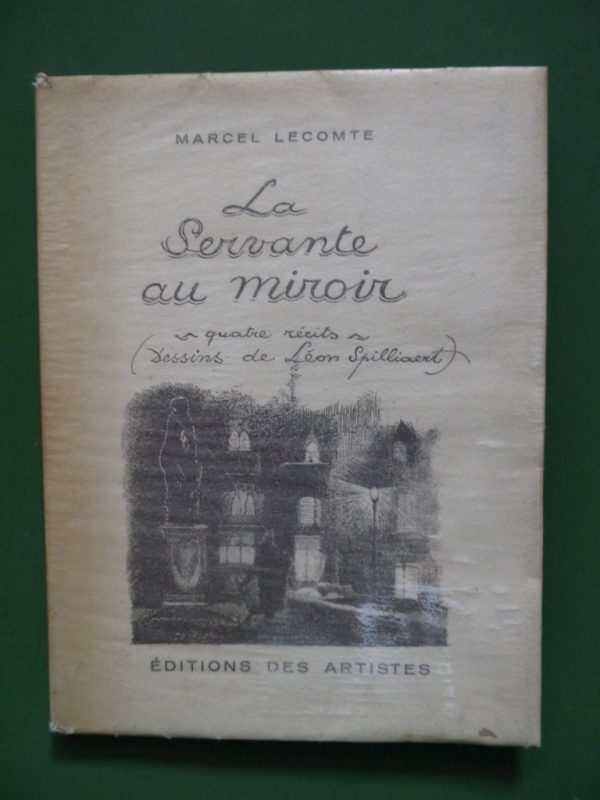 MARCEL LECOMTE
La
Servante
au miroir
~ quatre récits ~
(Dessins de Léon Spilliaert)
ÉDITIONS DES ARTISTES